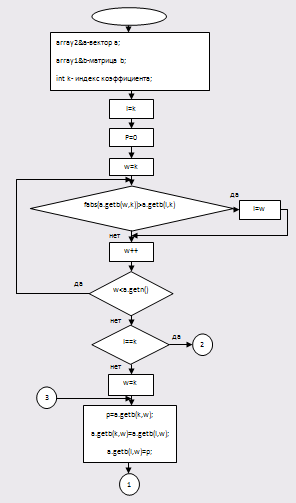 array2&a-вектор a;
array1&b-матрица b;
int k- индекс коэффициента;
l=k
P=0
w=k
fabs(a.getb(w,k))>a.getb(l,k)
да
l=w
нет
w++
да
w<a.getn()
нет
l==k
да
2
нет
w=k
3
p=a.getb(k,w);
a.getb(k,w)=a.getb(l,w);
a.getb(l,w)=p;
1